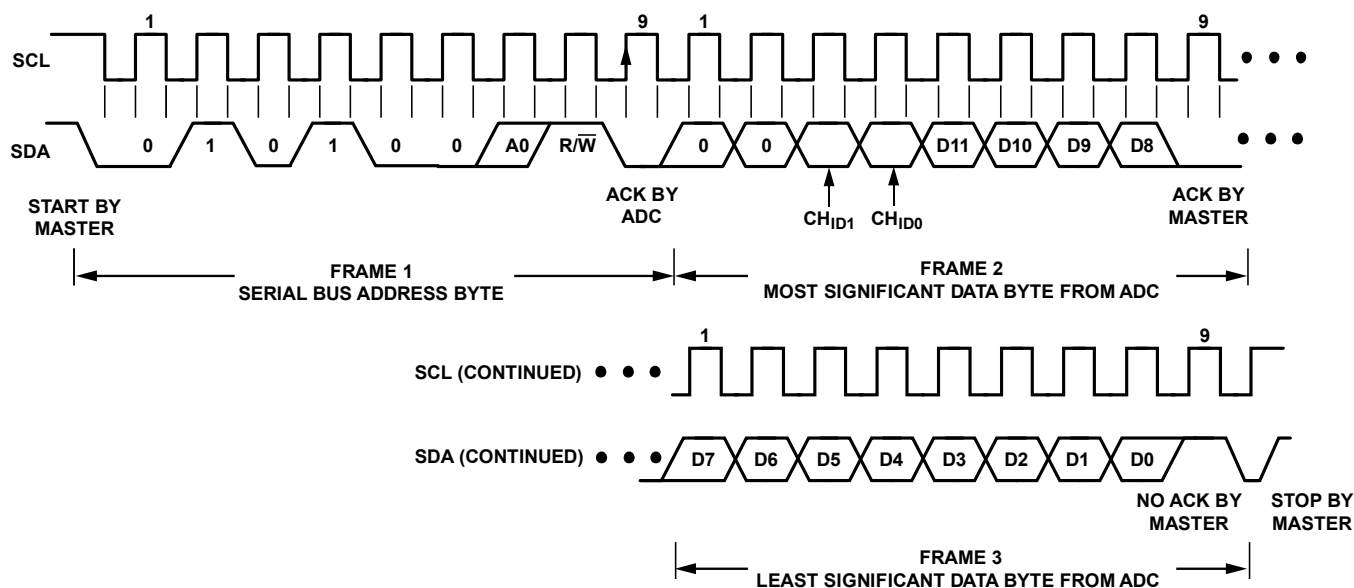 1 9 1 9
SCL
SDA 0 1 0 1 0 0 A0 R/W̅ 0 0 D11 D10 D9 D8
START BY
MASTER
ACK BY
ADC
CH_ID1 CH_ID0
ACK BY
MASTER
FRAME 1
SERIAL BUS ADDRESS BYTE
FRAME 2
MOST SIGNIFICANT DATA BYTE FROM ADC
1 9
SCL (CONTINUED)
SDA (CONTINUED) D7 D6 D5 D4 D3 D2 D1 D0
NO ACK BY
MASTER
STOP BY
MASTER
FRAME 3
LEAST SIGNIFICANT DATA BYTE FROM ADC